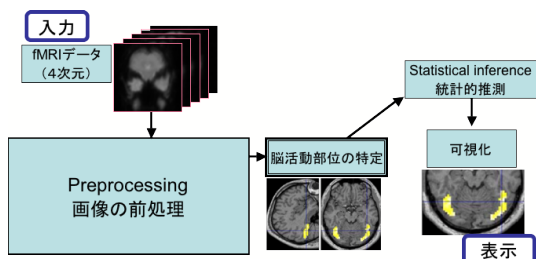 入力
fMRIデータ
（4次元）
Preprocessing
画像の前処理
脳活動部位の特定
Statistical inference
統計的推測
可視化
表示